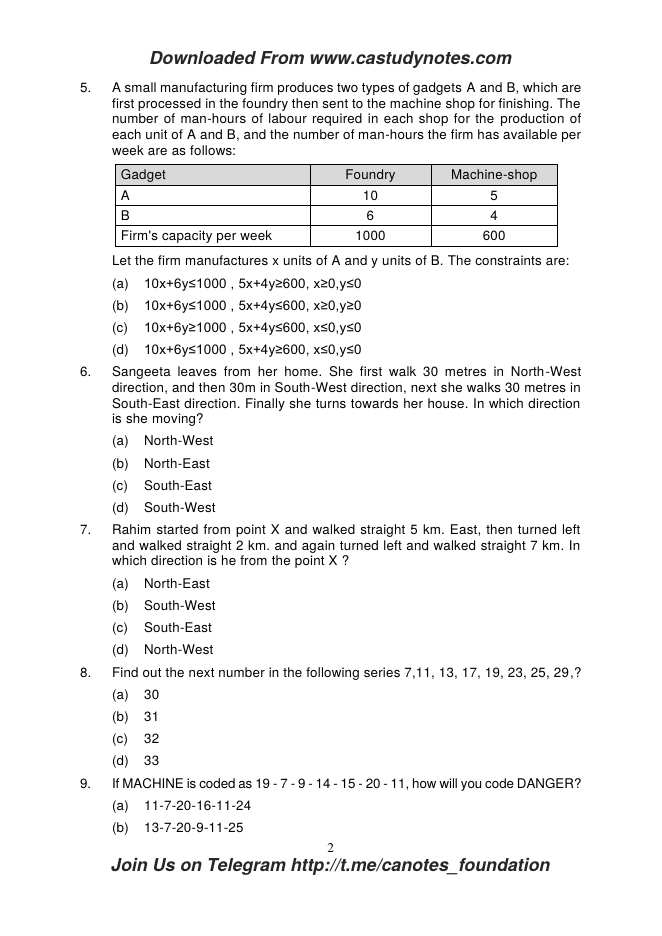 Downloaded From www.castudynotes.com
5. A small manufacturing firm produces two types of gadgets A and B, which are
first processed in the foundry then sent to the machine shop for finishing. The
number of man-hours of labour required in each shop for the production of
each unit of A and B, and the number of man-hours the firm has available per
week are as follows:
Gadget Foundry Machine-shop
A 10 5
B 6 4
Firm's capacity per week 1000 600
Let the firm manufactures x units of A and y units of B. The constraints are:
(a) 10x+6y≤1000 , 5x+4y≥600, x≥0,y≤0
(b) 10x+6y≤1000 , 5x+4y≤600, x≥0,y≥0
(c) 10x+6y≥1000 , 5x+4y≤600, x≤0,y≤0
(d) 10x+6y≤1000 , 5x+4y≥600, x≤0,y≤0
6. Sangeeta leaves from her home. She first walk 30 metres in North-West
direction, and then 30m in South-West direction, next she walks 30 metres in
South-East direction. Finally she turns towards her house. In which direction
is she moving?
(a) North-West
(b) North-East
(c) South-East
(d) South-West
7. Rahim started from point X and walked straight 5 km. East, then turned left
and walked straight 2 km. and again turned left and walked straight 7 km. In
which direction is he from the point X ?
(a) North-East
(b) South-West
(c) South-East
(d) North-West
8. Find out the next number in the following series 7,11, 13, 17, 19, 23, 25, 29,?
(a) 30
(b) 31
(c) 32
(d) 33
9. If MACHINE is coded as 19 - 7 - 9 - 14 - 15 - 20 - 11, how will you code DANGER?
(a) 11-7-20-16-11-24
(b) 13-7-20-9-11-25
2
Join Us on Telegram http://t.me/canotes_foundation